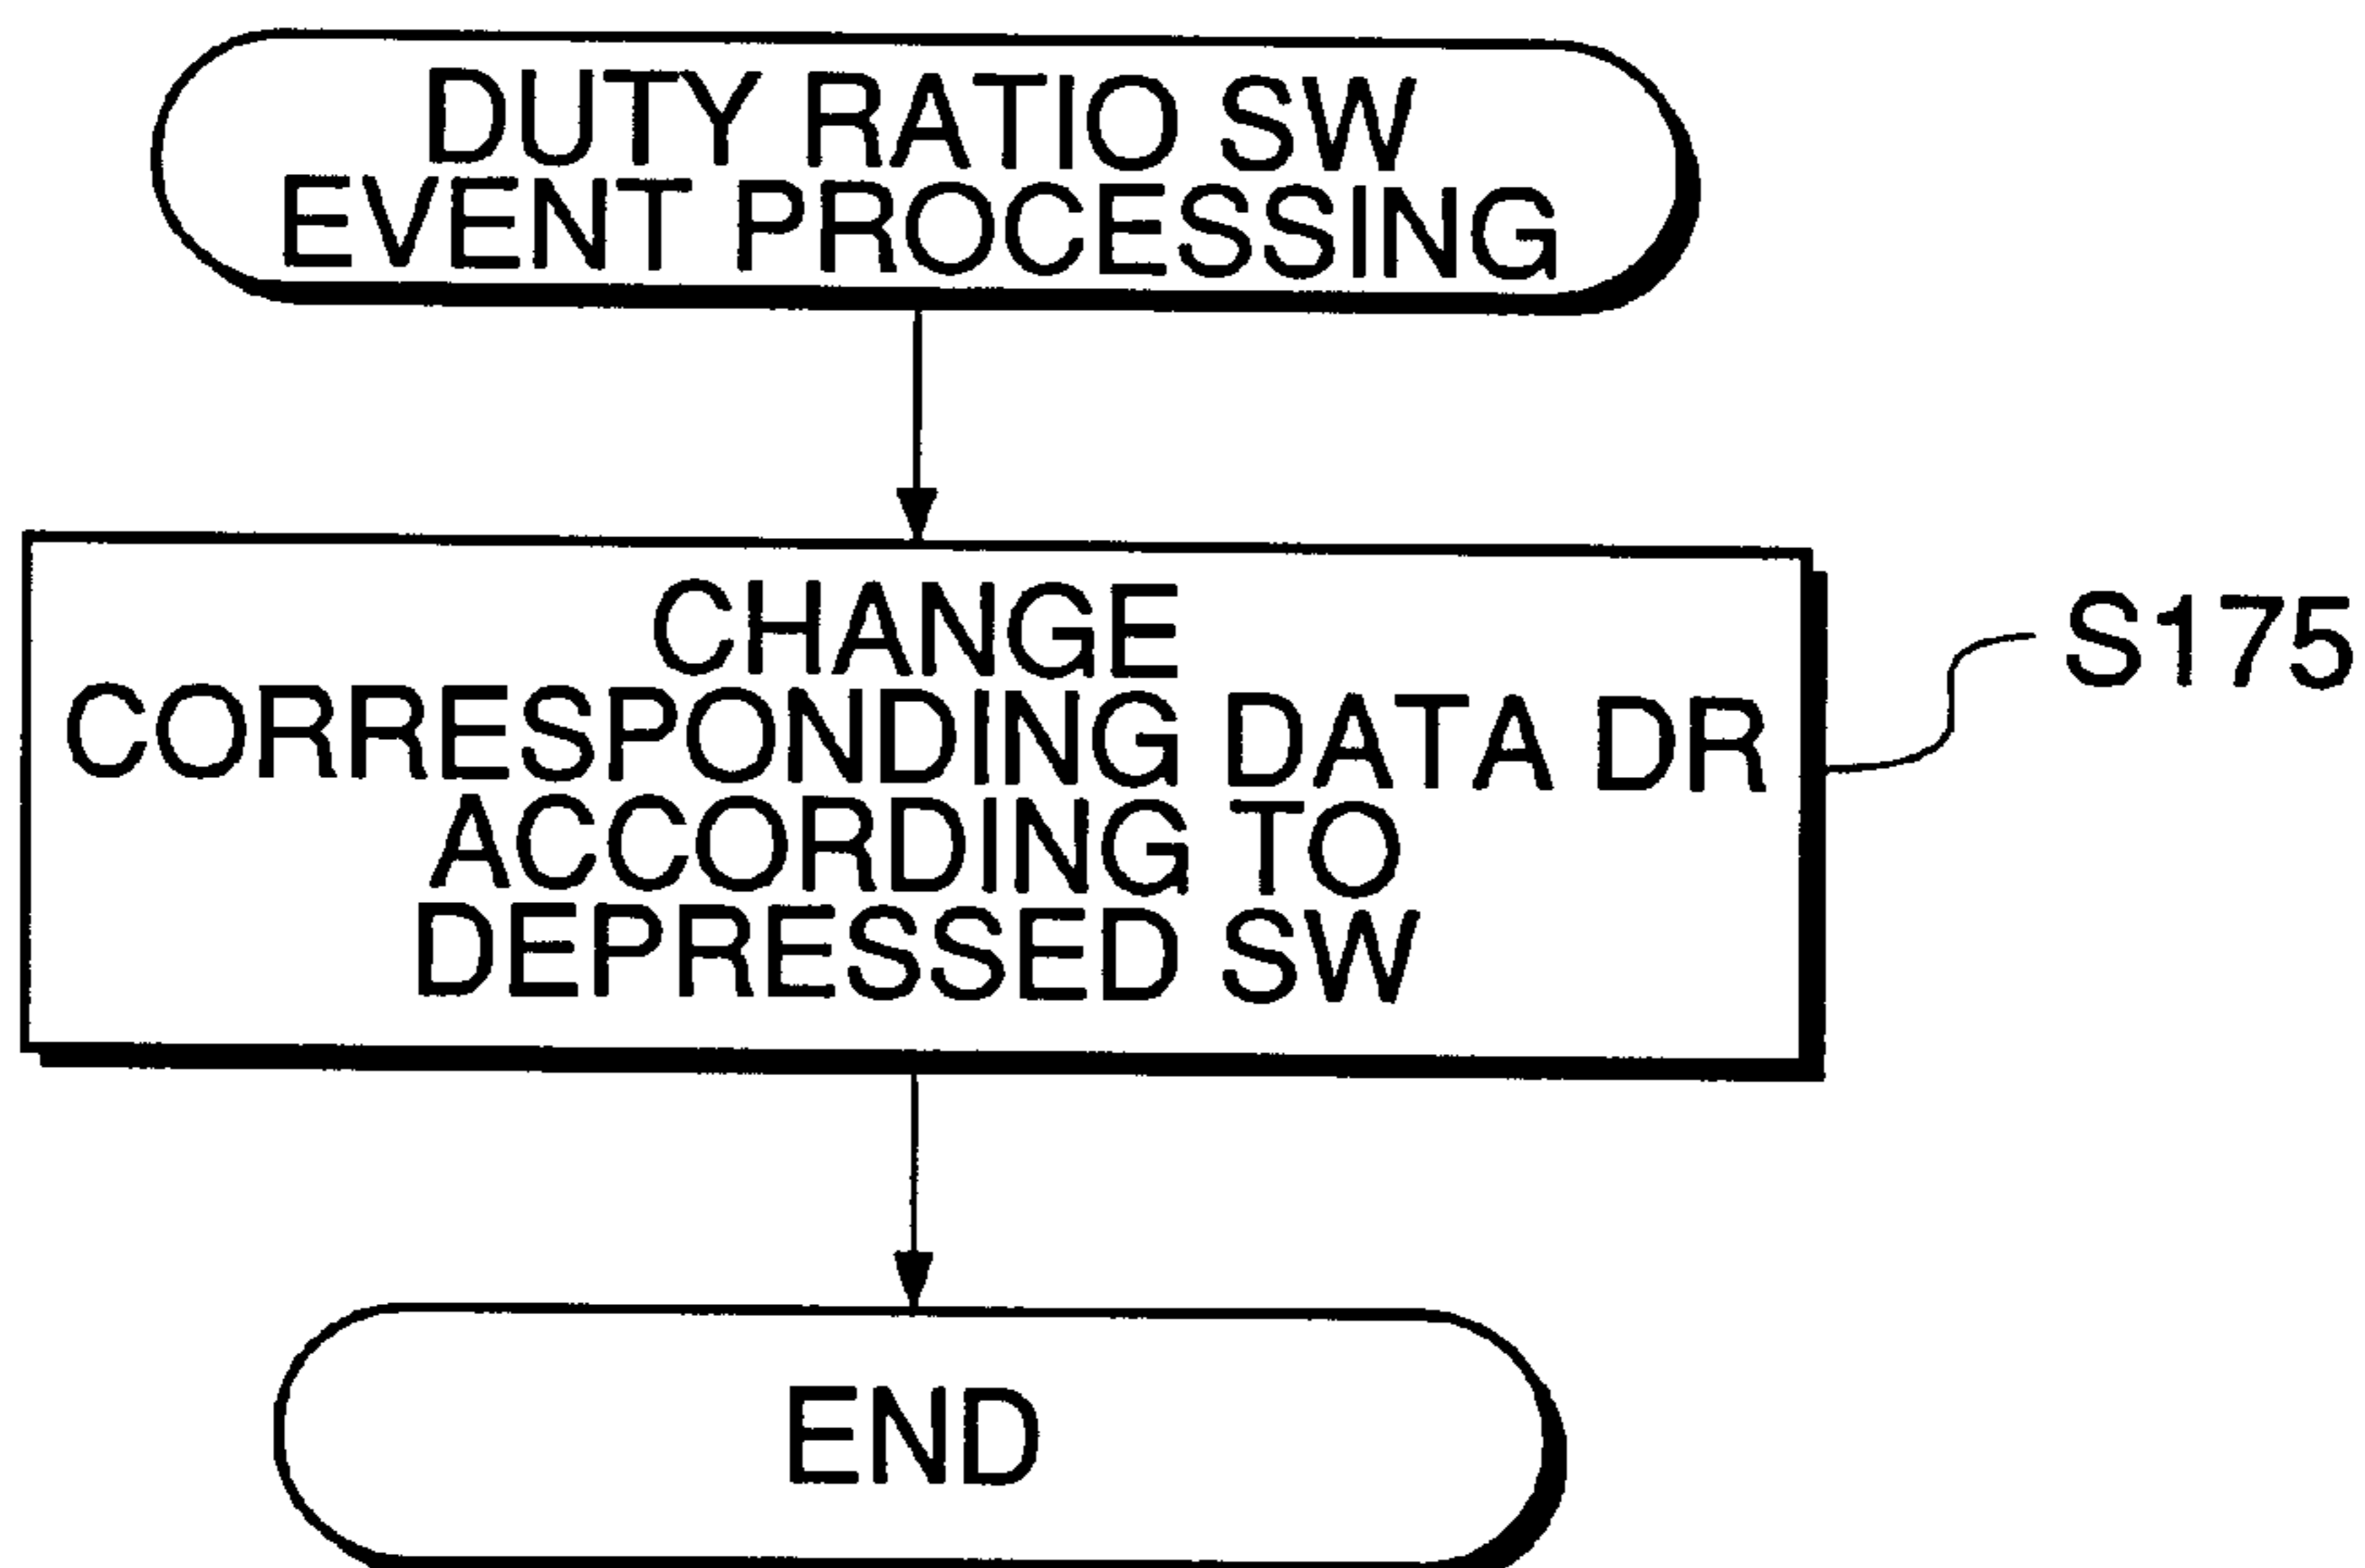 DUTY RATIO SW
EVENT PROCESSING
CHANGE
CORRESPONDING DATA DR
ACCORDING TO
DEPRESSED SW
S175
END